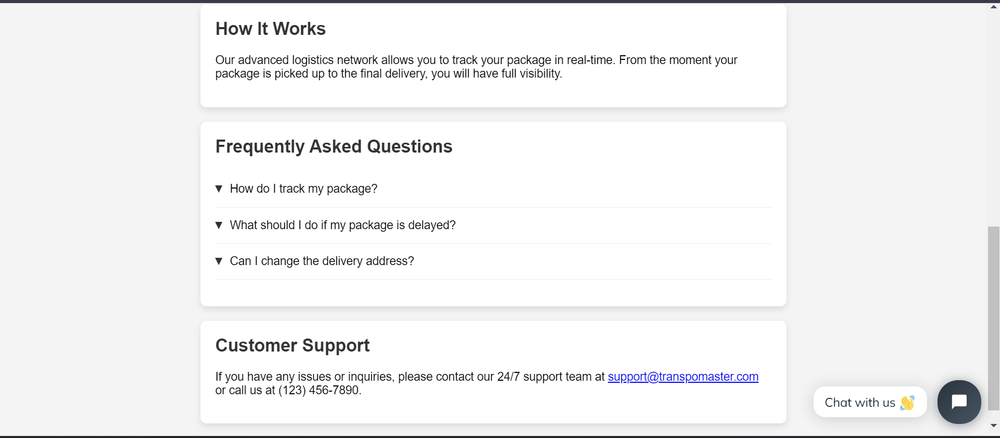 How It Works
Our advanced logistics network allows you to track your package in real-time. From the moment your
package is picked up to the final delivery, you will have full visibility.
Frequently Asked Questions
▼ How do I track my package?
▼ What should I do if my package is delayed?
▼ Can I change the delivery address?
Customer Support
If you have any issues or inquiries, please contact our 24/7 support team at support@transpomaster.com
or call us at (123) 456-7890.
Chat with us 👋